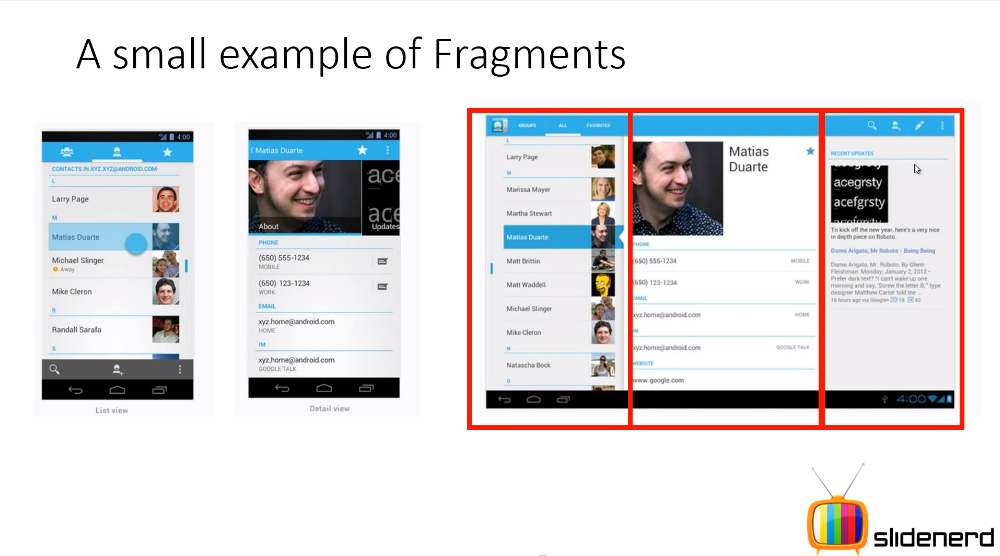 A small example of Fragments
4:00
CONTACTS IN XYZ.XYZ@ANDROID.COM
L
Larry Page
M
Matias Duarte
Michael Slinger
Away
Mike Cleron
R
Randall Sarafa
S
List view
4:00
Matias Duarte
ace
ace
About
Updates
PHONE
(650) 555-1234
MOBILE
(650) 123-1234
WORK
EMAIL
xyz.home@android.com
HOME
IM
xyz.home@android.com
GOOGLE TALK
Detail view
GROUPS ALL FAVORITES
L
Larry Page
M
Marissa Mayer
Martha Stewart
Matias Duarte
Matt Brittin
Matt Waddell
Michael Slinger
Mike Cleron
N
Natascha Bock
O
Matias
Duarte
PHONE
(650) 555-1234 MOBILE
(650) 123-1234 WORK
EMAIL
xyz.home@android.com HOME
IM
xyz.home@android.com GOOGLE TALK
WEBSITE
www.google.com
RECENT UPDATES
acegrsty
acefgrsty
acefgrsty
To kick off the new year, here's a very nice
in depth piece on Roboto.
Domo Arigato, Mr Roboto - Boing Boing
Domo Arigato, Mr. Roboto. By Glenn
Fleishman. Monday, January 2, 2012 -
Prefer dark text? "I can't wake up one
morning and say, 'Screw the letter B,'" type
designer Matthew Carter told me ...
18 hours ago via Google+
4:00
slidenerd